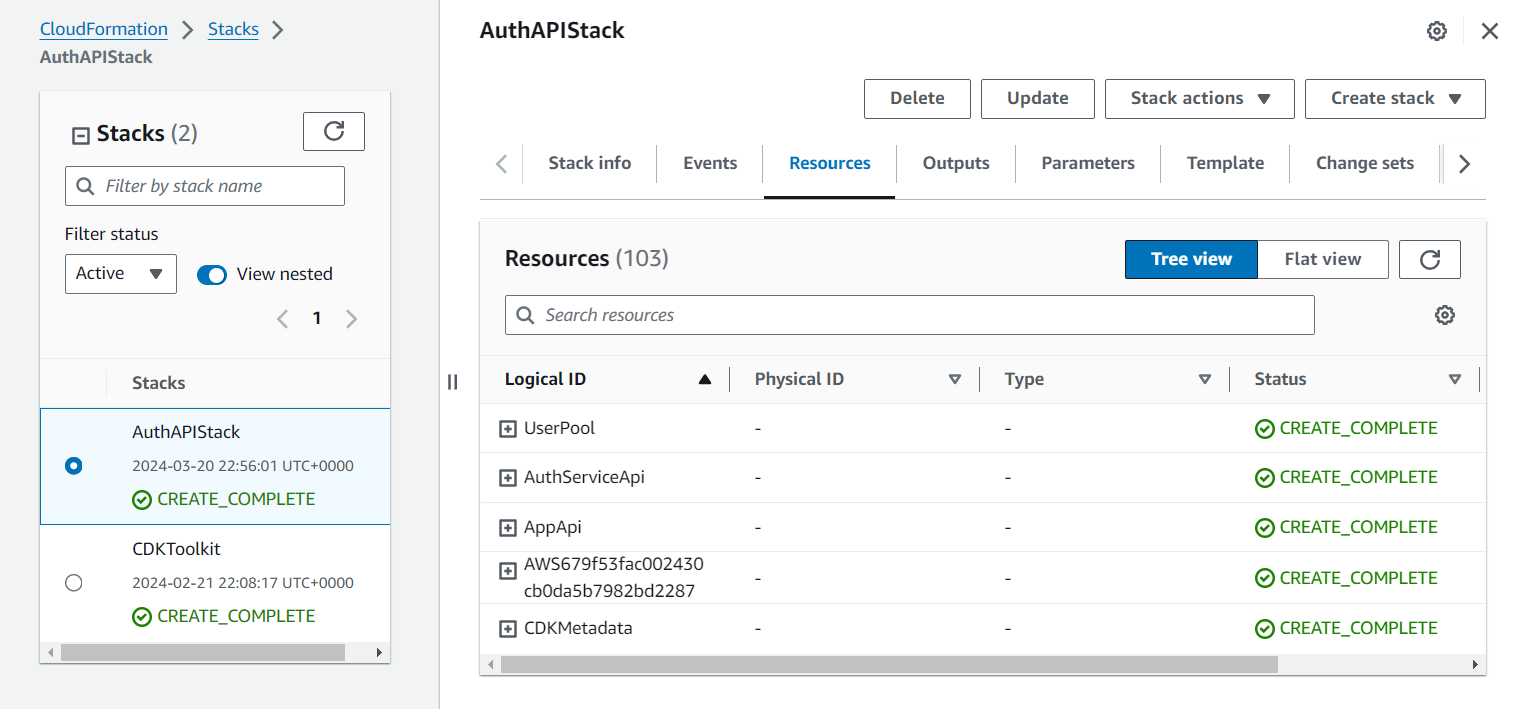 CloudFormation Stacks
AuthAPIStack
Stacks (2)
Filter by stack name
Filter status
Active View nested
1
Stacks
AuthAPIStack
2024-03-20 22:56:01 UTC+0000
CREATE_COMPLETE
CDKToolkit
2024-02-21 22:08:17 UTC+0000
CREATE_COMPLETE
AuthAPIStack
Delete Update Stack actions Create stack
Stack info Events Resources Outputs Parameters Template Change sets
Resources (103) Tree view Flat view
Search resources
Logical ID Physical ID Type Status
UserPool - - CREATE_COMPLETE
AuthServiceApi - - CREATE_COMPLETE
AppApi - - CREATE_COMPLETE
AWS679f53fac002430
cb0da5b7982bd2287 - - CREATE_COMPLETE
CDKMetadata - - CREATE_COMPLETE